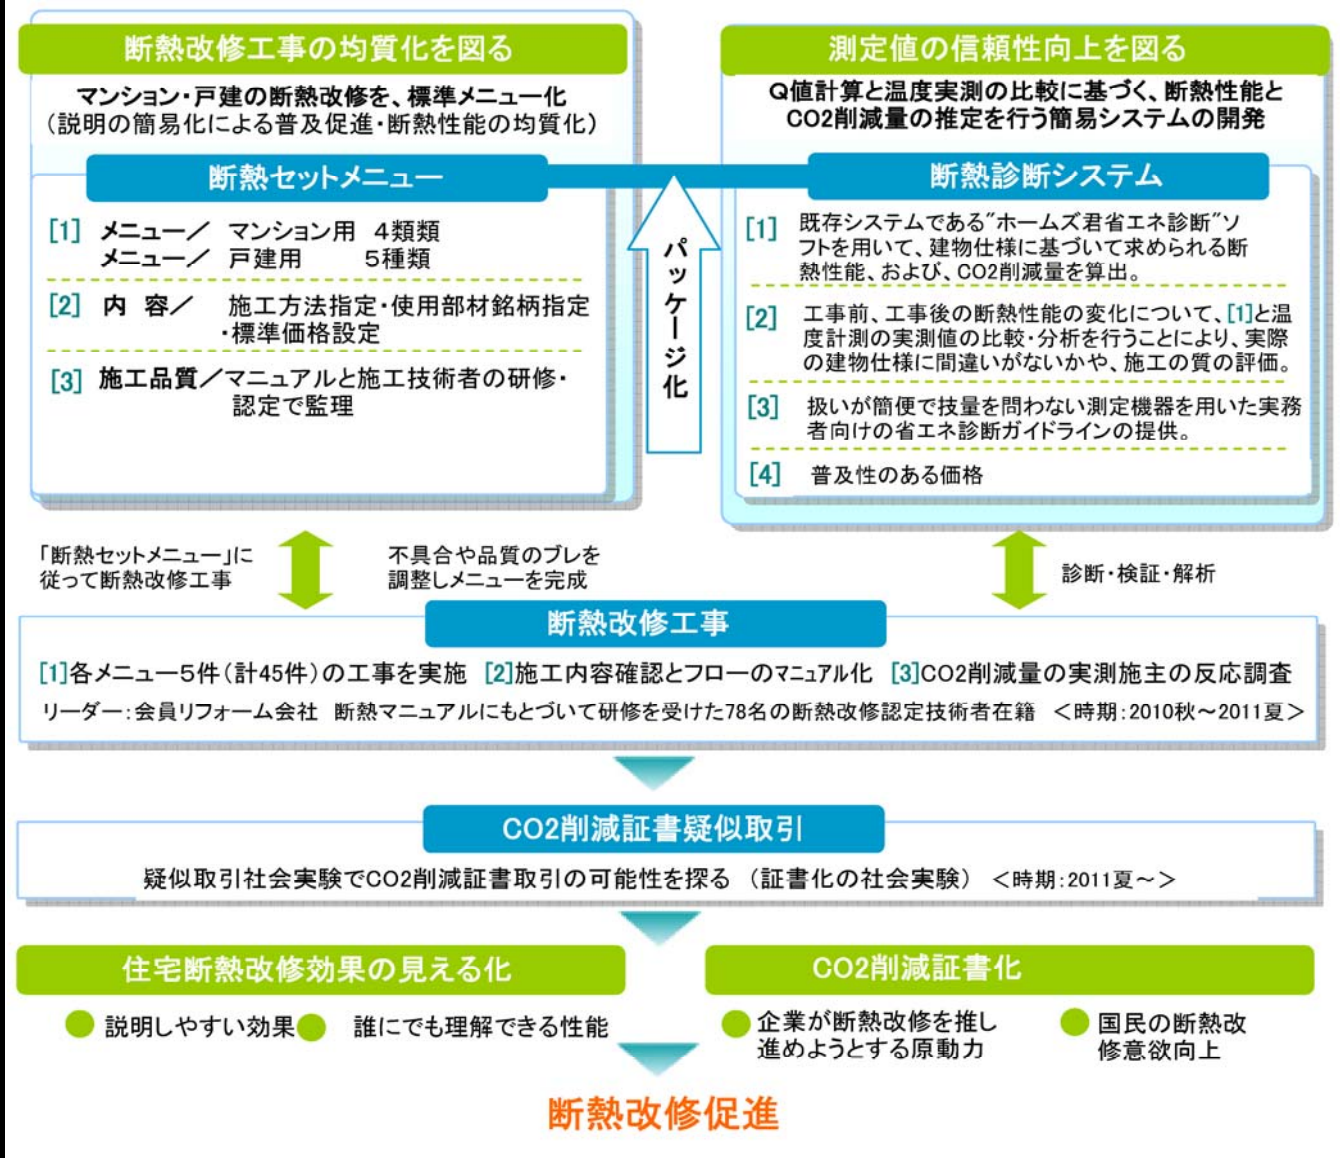 断熱改修工事の均質化を図る
マンション・戸建の断熱改修を、標準メニュー化
（説明の簡易化による普及促進・断熱性能の均質化）
断熱セットメニュー
[1] メニュー／ マンション用 4類類
メニュー／ 戸建用 5種類
[2] 内 容／ 施工方法指定・使用部材銘柄指定
・標準価格設定
[3] 施工品質／マニュアルと施工技術者の研修・
認定で監理
パッケージ化
測定値の信頼性向上を図る
Q値計算と温度実測の比較に基づく、断熱性能と
CO2削減量の推定を行う簡易システムの開発
断熱診断システム
[1] 既存システムである"ホームズ君省エネ診断"ソ
フトを用いて、建物仕様に基づいて求められる断
熱性能、および、CO2削減量を算出。
[2] 工事前、工事後の断熱性能の変化について、[1]と温
度計測の実測値の比較・分析を行うことにより、実際
の建物仕様に間違いがないかや、施工の質の評価。
[3] 扱いが簡便で技量を問わない測定機器を用いた実務
者向けの省エネ診断ガイドラインの提供。
[4] 普及性のある価格
「断熱セットメニュー」に
従って断熱改修工事
不具合や品質のブレを
調整しメニューを完成
診断・検証・解析
断熱改修工事
[1]各メニュー5件（計45件）の工事を実施 [2]施工内容確認とフローのマニュアル化 [3]CO2削減量の実測施主の反応調査
リーダー：会員リフォーム会社 断熱マニュアルにもとづいて研修を受けた78名の断熱改修認定技術者在籍 ＜時期：2010秋～2011夏＞
CO2削減証書疑似取引
疑似取引社会実験でCO2削減証書取引の可能性を探る （証書化の社会実験） ＜時期：2011夏～＞
住宅断熱改修効果の見える化
説明しやすい効果 誰にでも理解できる性能
CO2削減証書化
企業が断熱改修を推し
進めようとする原動力
国民の断熱改
修意欲向上
断熱改修促進